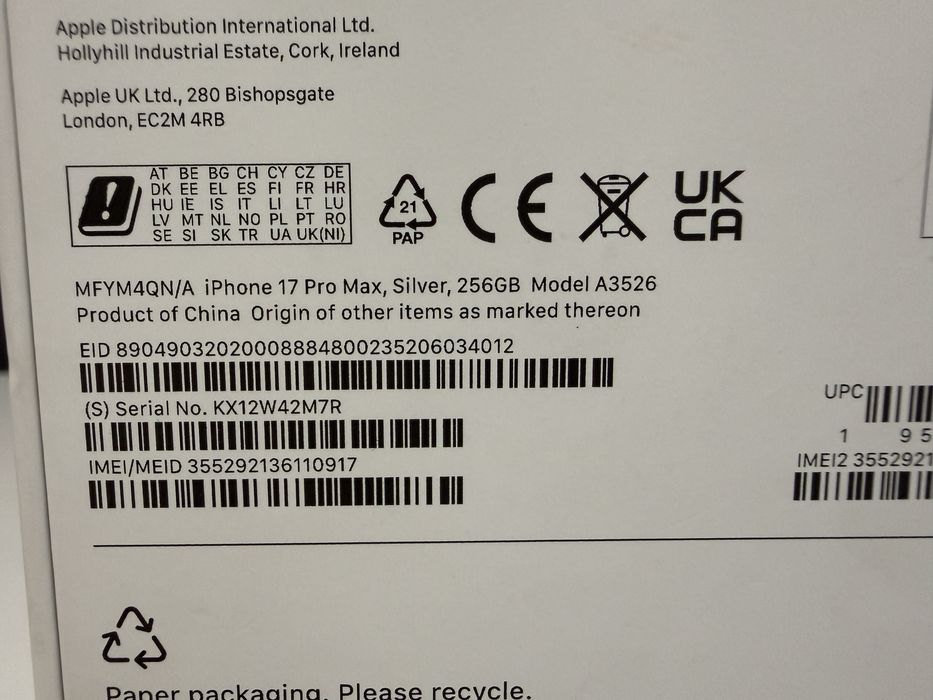 Apple Distribution International Ltd.
Hollyhill Industrial Estate, Cork, Ireland
Apple UK Ltd., 280 Bishopsgate
London, EC2M 4RB
AT BE BG CH CY CZ DE
DK EE EL ES FI FR HR
HU IE IS IT LI LT LU
LV MT NL NO PL PT RO
SE SI SK TR UA UK(NI)
21
PAP
CE
UK
CA
MFYM4QN/A iPhone 17 Pro Max, Silver, 256GB Model A3526
Product of China Origin of other items as marked thereon
EID 89049032020008884800235206034012
(S) Serial No. KX12W42M7R
IMEI/MEID 355292136110917
UPC
1 95
IMEI2 3552921
Paper packaging. Please recycle.